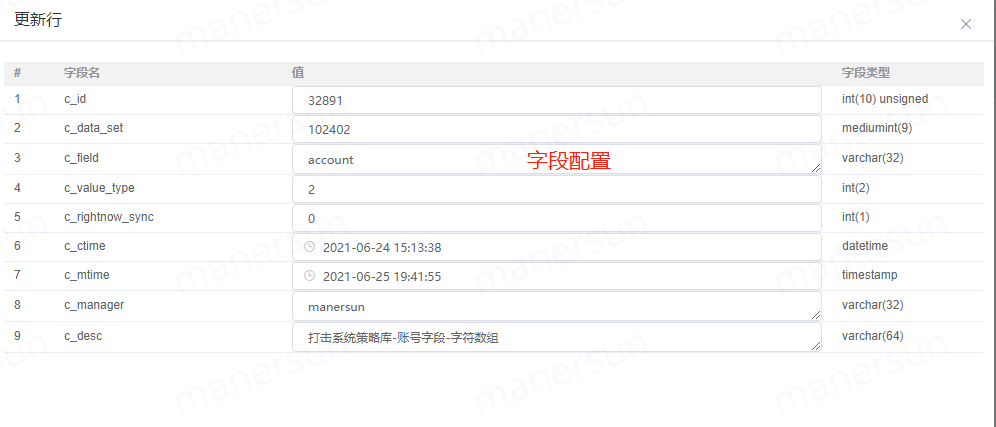 更新行
# 字段名 值 字段类型
1 c_id 32891 int(10) unsigned
2 c_data_set 102402 mediumint(9)
3 c_field account 字段配置 varchar(32)
4 c_value_type 2 int(2)
5 c_rightnow_sync 0 int(1)
6 c_ctime 2021-06-24 15:13:38 datetime
7 c_mtime 2021-06-25 19:41:55 timestamp
8 c_manager manersun varchar(32)
9 c_desc 打击系统策略库-账号字段-字符数组 varchar(64)